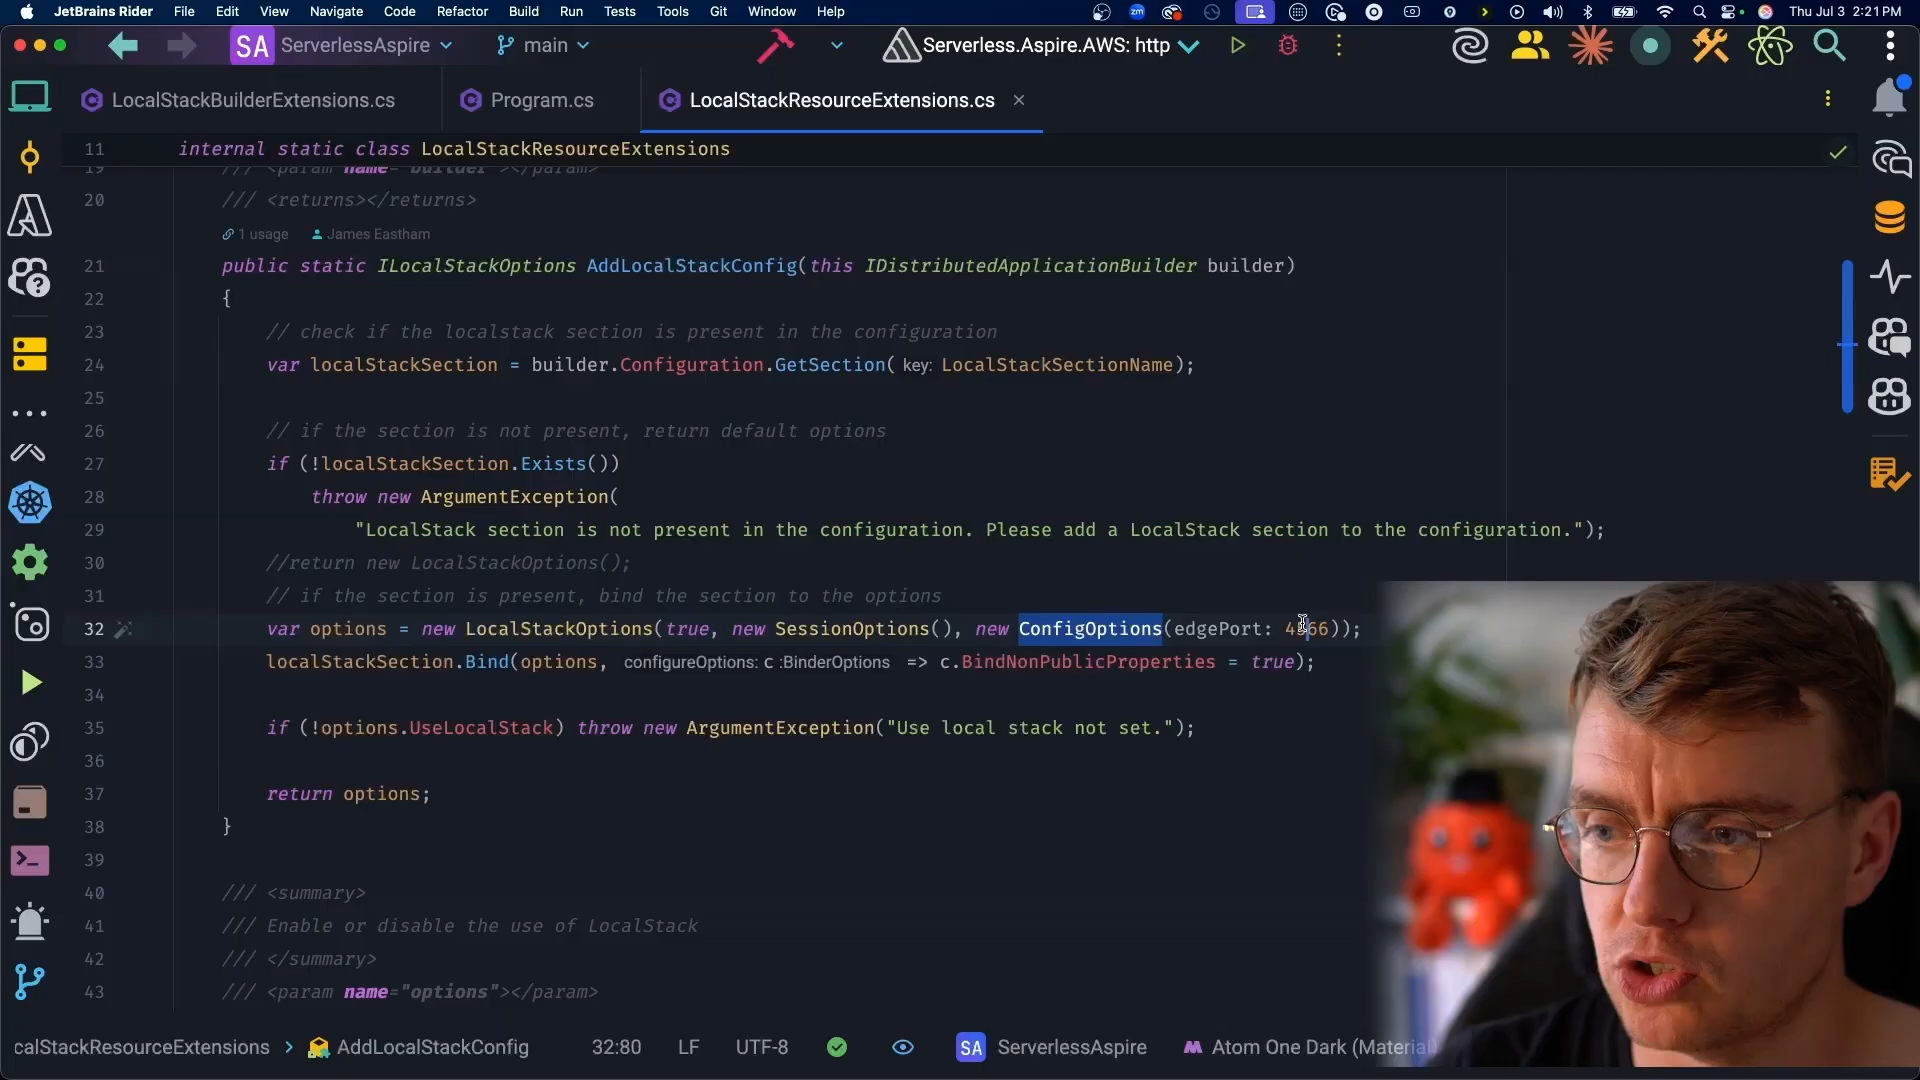 JetBrains Rider File Edit View Navigate Code Refactor Build Run Tests Tools Git Window Help Thu Jul 3 2:21 PM
SA ServerlessAspire main Serverless.Aspire.AWS: http
LocalStackBuilderExtensions.cs Program.cs LocalStackResourceExtensions.cs
11 internal static class LocalStackResourceExtensions
19 /// <param name="builder"></param>
20 /// <returns></returns>
1 usage James Eastham
21 public static ILocalStackOptions AddLocalStackConfig(this IDistributedApplicationBuilder builder)
22 {
23 // check if the localstack section is present in the configuration
24 var localStackSection = builder.Configuration.GetSection( key: LocalStackSectionName);
25
26 // if the section is not present, return default options
27 if (!localStackSection.Exists())
28 throw new ArgumentException(
29 "LocalStack section is not present in the configuration. Please add a LocalStack section to the configuration.");
30 //return new LocalStackOptions();
31 // if the section is present, bind the section to the options
32 var options = new LocalStackOptions(true, new SessionOptions(), new ConfigOptions(edgePort: 4566));
33 localStackSection.Bind(options, configureOptions: c :BinderOptions => c.BindNonPublicProperties = true);
34
35 if (!options.UseLocalStack) throw new ArgumentException("Use local stack not set.");
36
37 return options;
38 }
39
40 /// <summary>
41 /// Enable or disable the use of LocalStack
42 /// </summary>
43 /// <param name="options"></param>
calStackResourceExtensions AddLocalStackConfig 32:80 LF UTF-8 SA ServerlessAspire Atom One Dark (Material